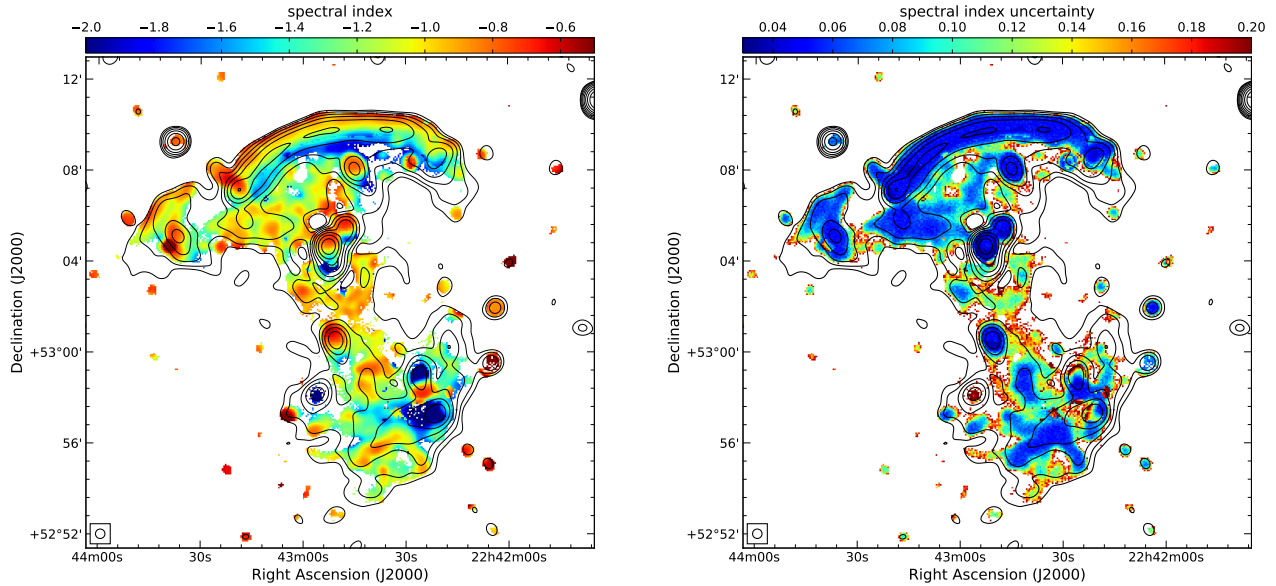 spectral index
−2.0 −1.8 −1.6 −1.4 −1.2 −1.0 −0.8 −0.6
12'
08'
04'
+53°00'
56'
+52°52'
Declination (J2000)
44m00s 30s 43m00s 30s 22h42m00s
Right Ascension (J2000)
spectral index uncertainty
0.04 0.06 0.08 0.10 0.12 0.14 0.16 0.18 0.20
12'
08'
04'
+53°00'
56'
+52°52'
Declination (J2000)
44m00s 30s 43m00s 30s 22h42m00s
Right Ascension (J2000)